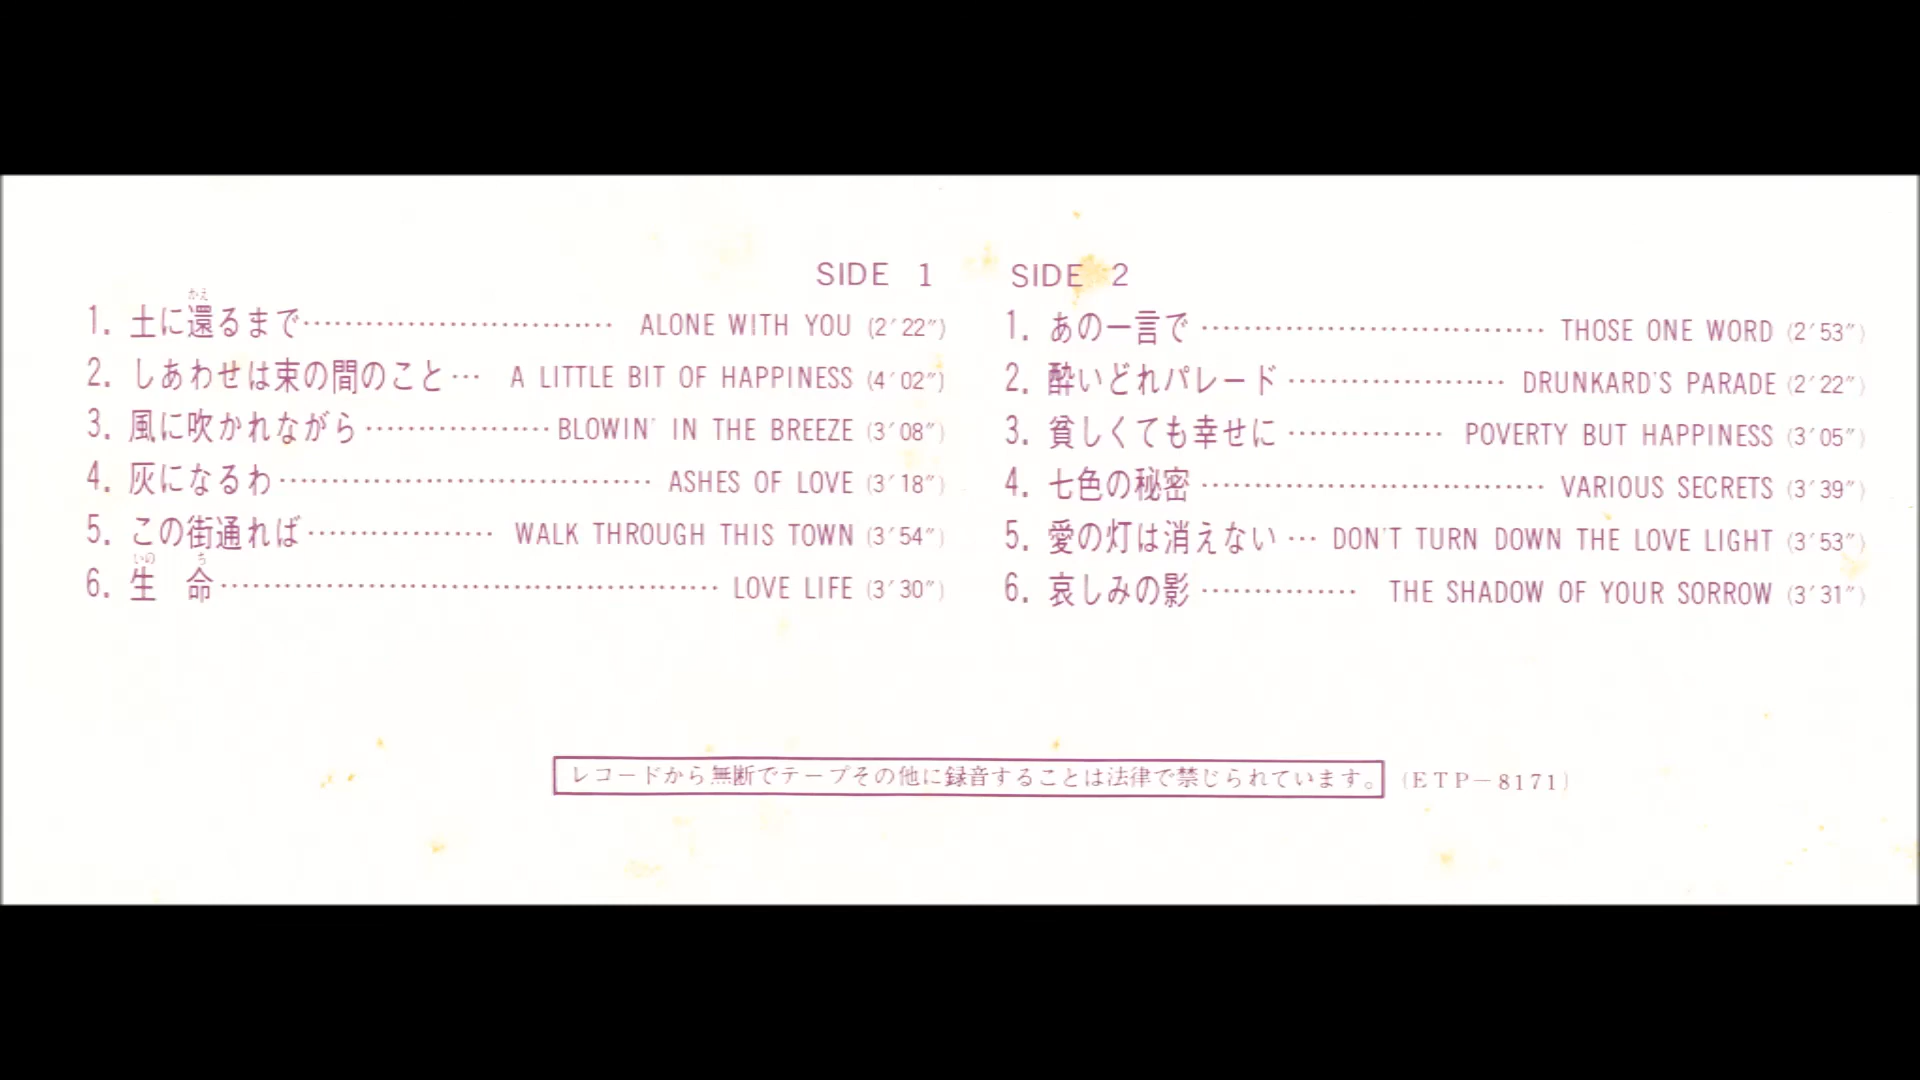 SIDE 1
1. 土に還るまで…………………………… ALONE WITH YOU (2′22″)
かえ
2. しあわせは束の間のこと… A LITTLE BIT OF HAPPINESS (4′02″)
3. 風に吹かれながら………………BLOWIN' IN THE BREEZE (3′08″)
4. 灰になるわ……………………………… ASHES OF LOVE (3′18″)
5. この街通れば……………… WALK THROUGH THIS TOWN (3′54″)
いの ち
6. 生 命………………………………………… LOVE LIFE (3′30″)
SIDE 2
1. あの一言で …………………………… THOSE ONE WORD (2′53″)
2. 酔いどれパレード ………………… DRUNKARD'S PARADE (2′22″)
3. 貧しくても幸せに …………… POVERTY BUT HAPPINESS (3′05″)
4. 七色の秘密 …………………………… VARIOUS SECRETS (3′39″)
5. 愛の灯は消えない … DON'T TURN DOWN THE LOVE LIGHT (3′53″)
6. 哀しみの影 …………… THE SHADOW OF YOUR SORROW (3′31″)
レコードから無断でテープその他に録音することは法律で禁じられています。 (ETP－8171)